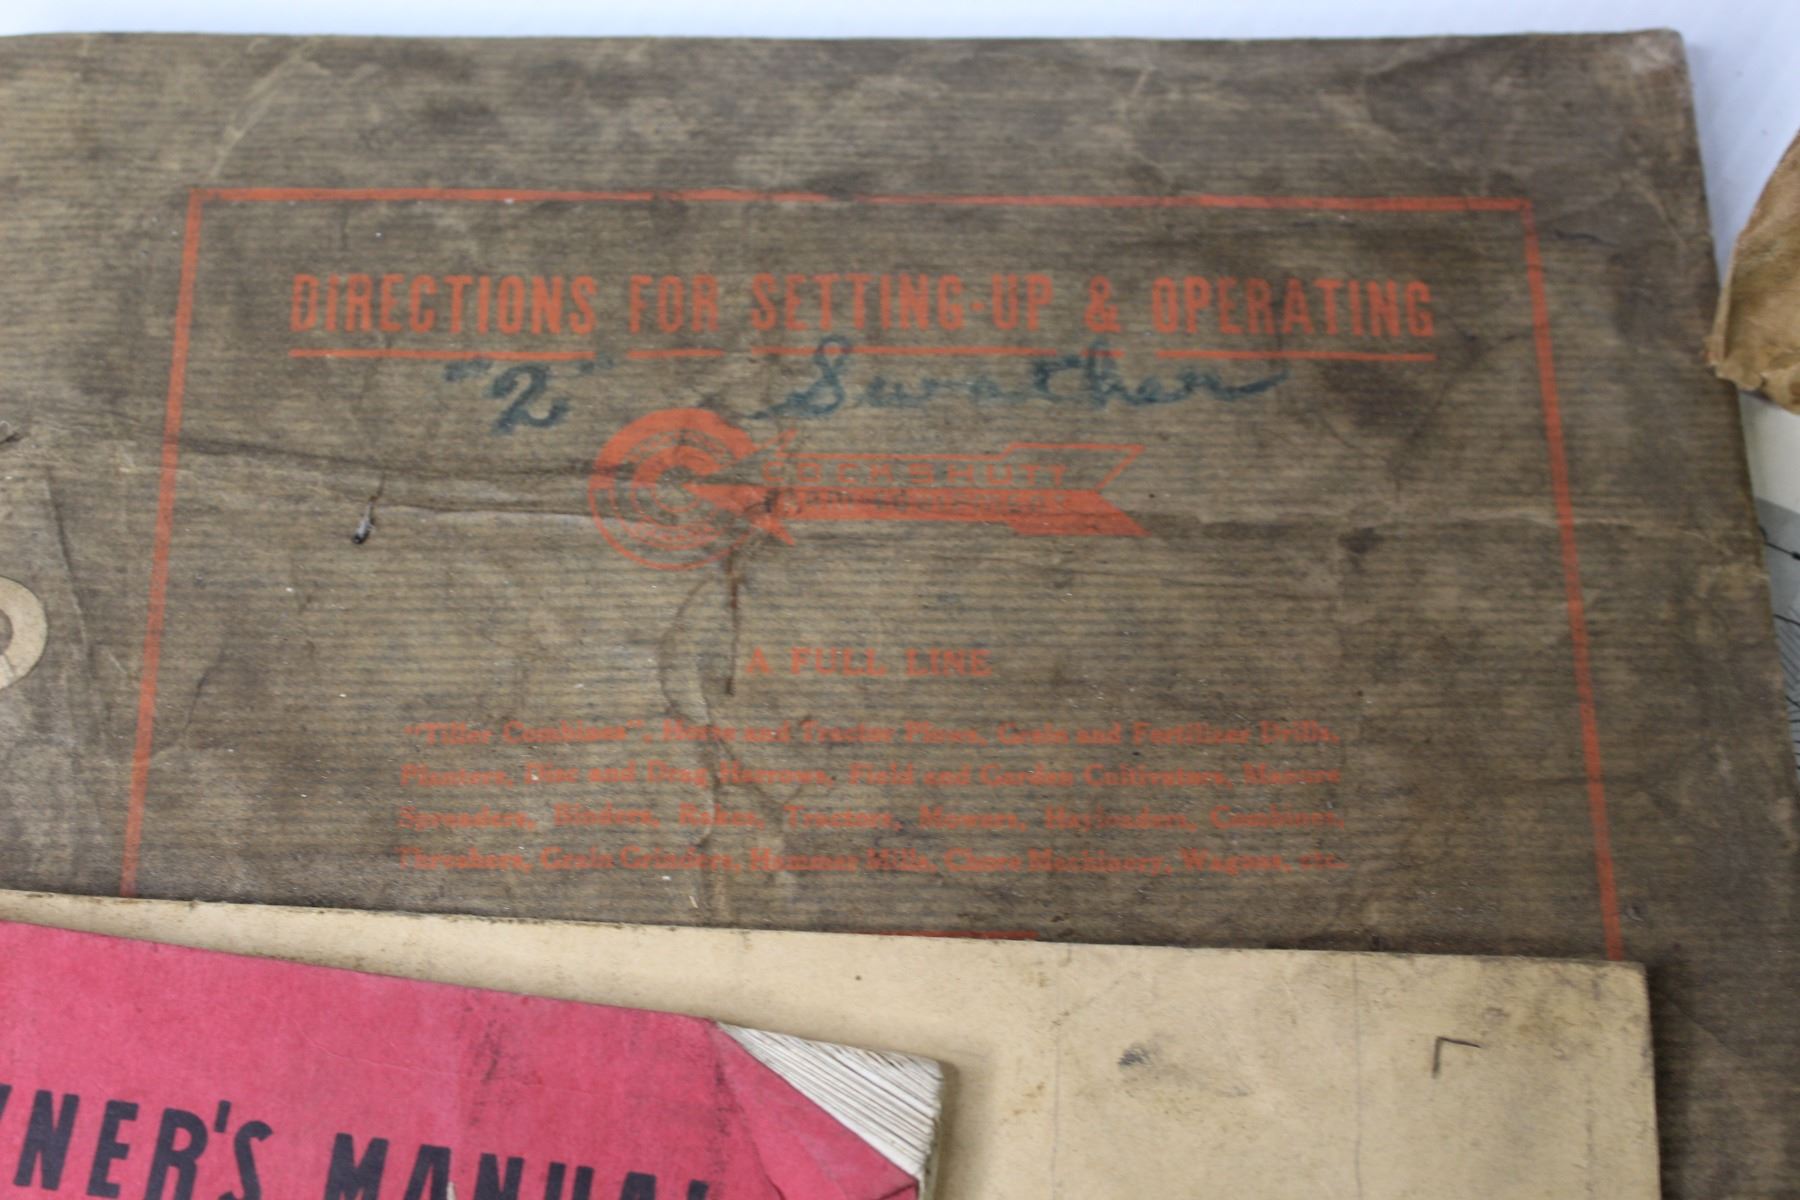 DIRECTIONS FOR SETTING-UP & OPERATING
"2" Swather
COCKSHUTT
A FULL LINE
"Tiller Combines", Horse and Tractor Plows, Grain and Fertilizer Drills,
Planters, Disc and Drag Harrows, Field and Garden Cultivators, Manure
Spreaders, Binders, Rakes, Tractors, Mowers, Hayloaders, Combines,
Threshers, Grain Grinders, Hammer Mills, Chore Machinery, Wagons, etc.
NER'S MANUAL